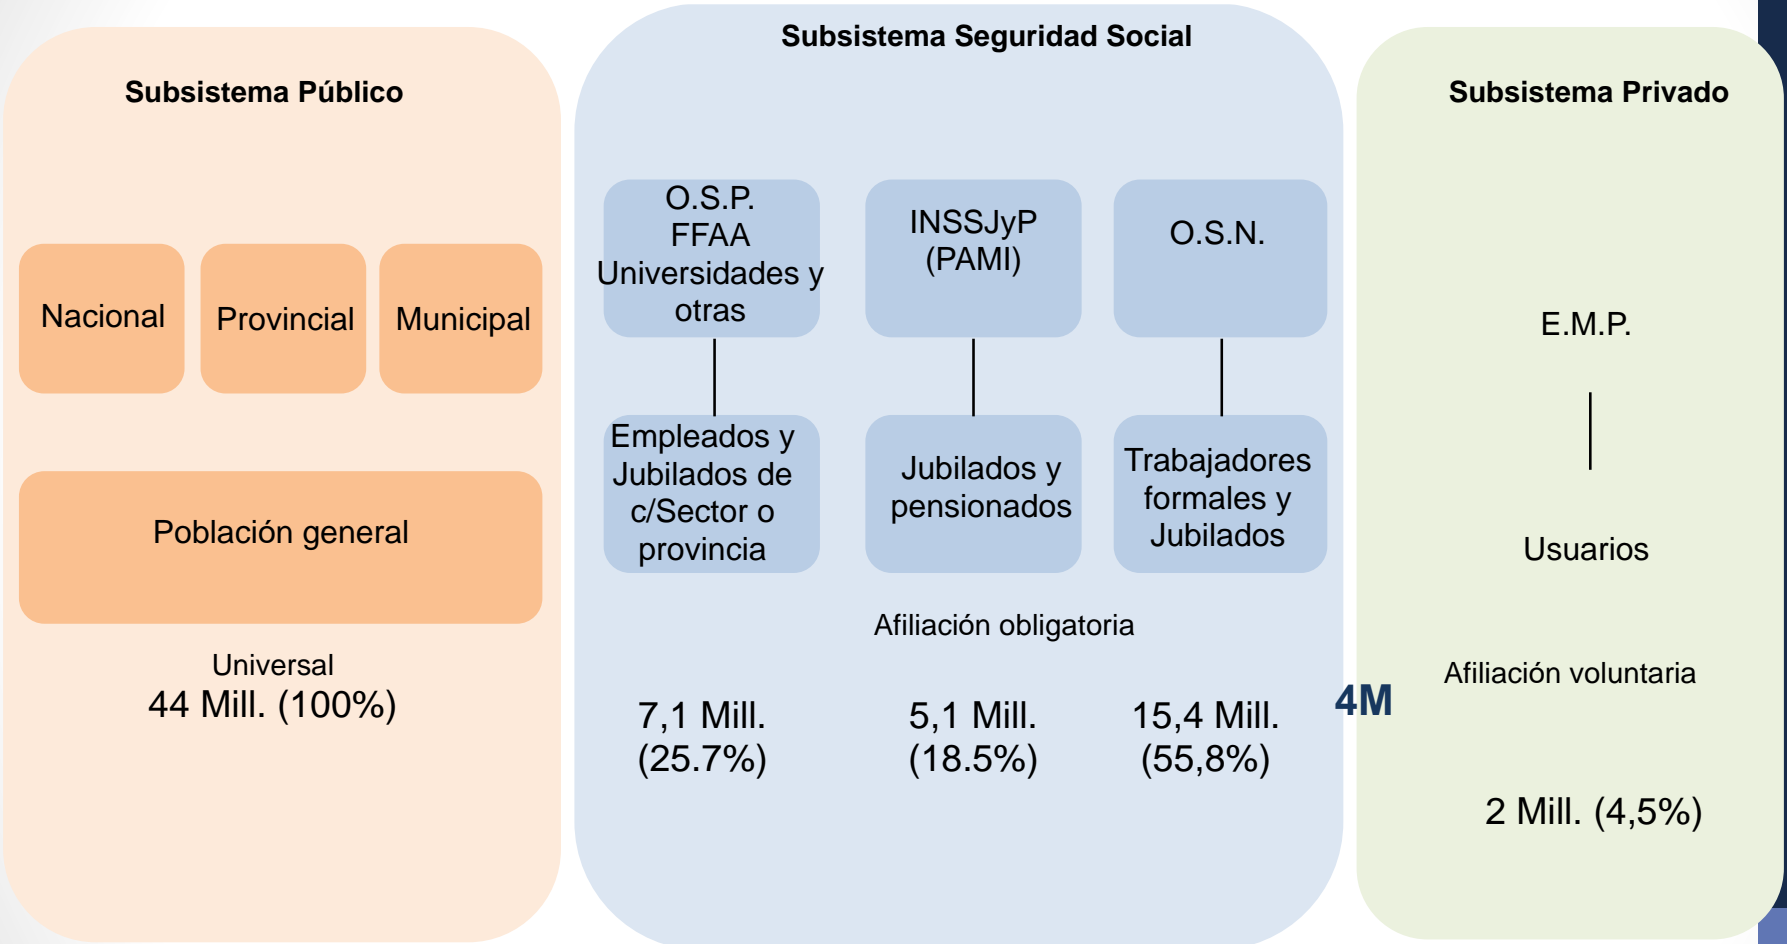 Subsistema Público
Nacional
Provincial
Municipal
Población general
Universal
44 Mill. (100%)
Subsistema Seguridad Social
O.S.P.
FFAA
Universidades y
otras
INSSJyP
(PAMI)
O.S.N.
Empleados y
Jubilados de
c/Sector o
provincia
Jubilados y
pensionados
Trabajadores
formales y
Jubilados
Afiliación obligatoria
7,1 Mill.
(25.7%)
5,1 Mill.
(18.5%)
15,4 Mill.
(55,8%)
4M
Subsistema Privado
E.M.P.
Usuarios
Afiliación voluntaria
2 Mill. (4,5%)